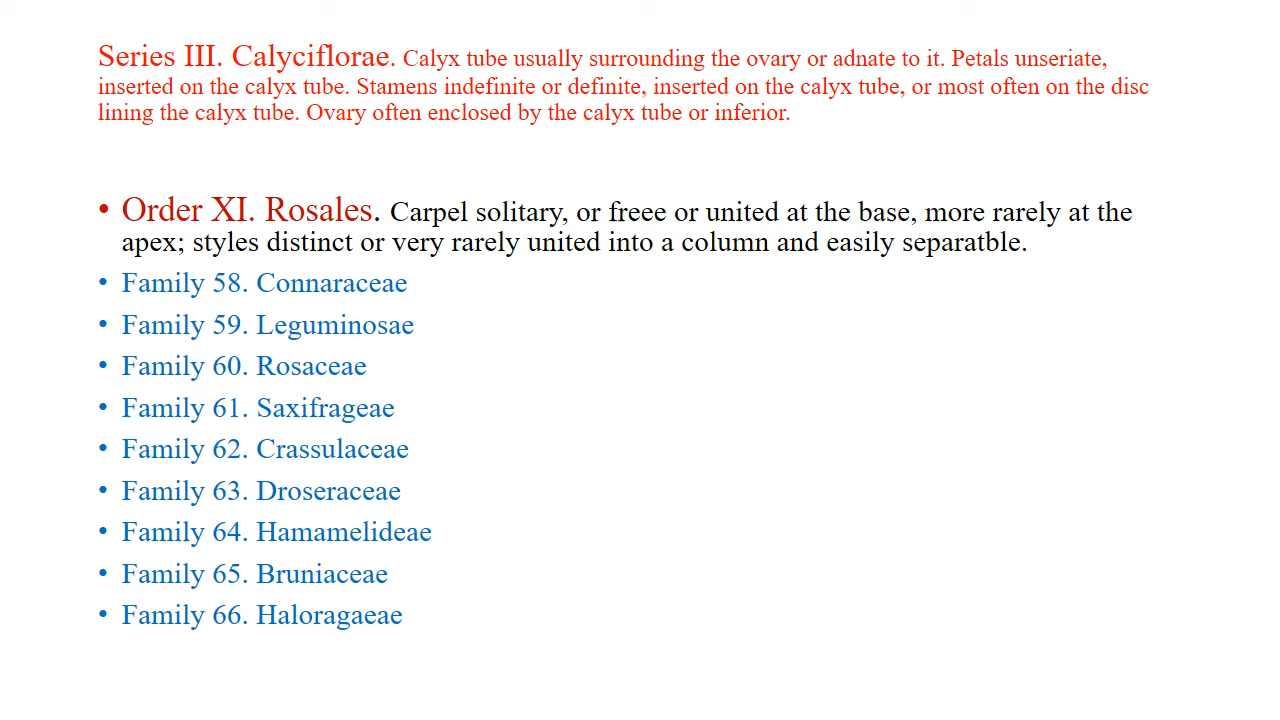 Series III. Calyciflorae. Calyx tube usually surrounding the ovary or adnate to it. Petals unseriate,
inserted on the calyx tube. Stamens indefinite or definite, inserted on the calyx tube, or most often on the disc
lining the calyx tube. Ovary often enclosed by the calyx tube or inferior.
• Order XI. Rosales. Carpel solitary, or freee or united at the base, more rarely at the
apex; styles distinct or very rarely united into a column and easily separatble.
• Family 58. Connaraceae
• Family 59. Leguminosae
• Family 60. Rosaceae
• Family 61. Saxifrageae
• Family 62. Crassulaceae
• Family 63. Droseraceae
• Family 64. Hamamelideae
• Family 65. Bruniaceae
• Family 66. Haloragaeae